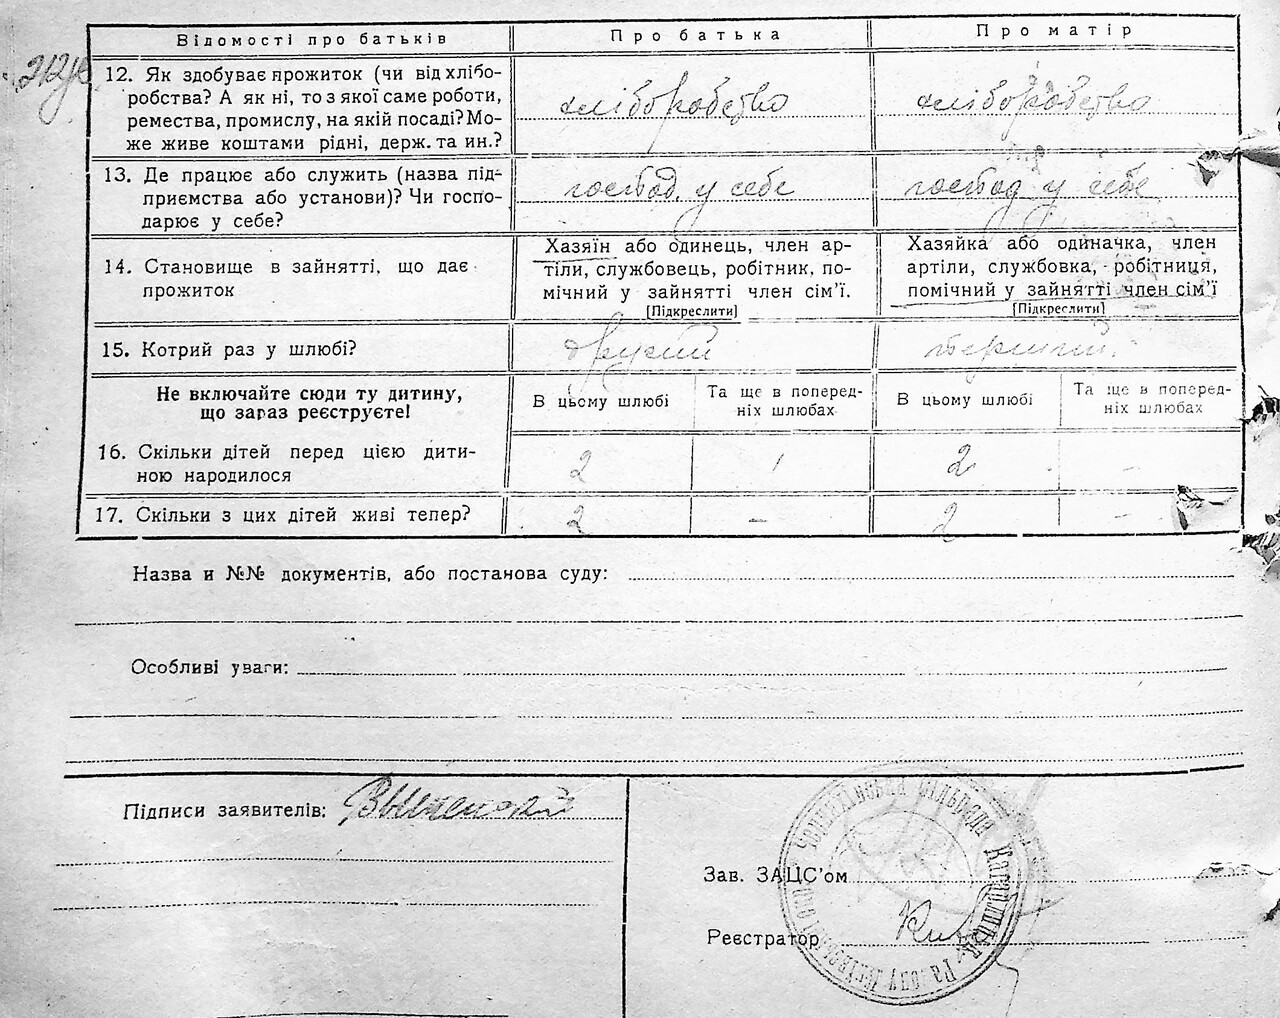 Відомості про батьків
Про батька
Про матір
12. Як здобуває прожиток (чи від хлібо-
робства? А як ні, то з якої саме роботи,
ремества, промислу, на якій посаді? Мо-
же живе коштами рідні, держ. та ин.?
хліборобство
хліборобство
13. Де працює або служить (назва під-
приємства або установи)? Чи госпо-
дарює у себе?
господ. у себе
господ у себе
14. Становище в зайнятті, що дає
прожиток
Хазяїн або одинець, член ар-
тіли, службовець, робітник, по-
мічний у зайнятті член сім'ї.
[Підкреслити]
Хазяйка або одиначка, член
артіли, службовка, робітниця,
помічний у зайнятті член сім'ї
[Підкреслити]
15. Котрий раз у шлюбі?
другий
перший.
Не включайте сюди ту дитину,
що зараз реєструєте!
В цьому шлюбі
Та ще в поперед-
ніх шлюбах
В цьому шлюбі
Та ще в поперед-
ніх шлюбах
16. Скільки дітей перед цією дити-
ною народилося
2
1
2
-
17. Скільки з цих дітей живі тепер?
2
-
2
-
Назва и №№ документів, або постанова суду:
Особливі уваги:
Підписи заявителів:
Зав. ЗАЦС'ом
Реєстратор